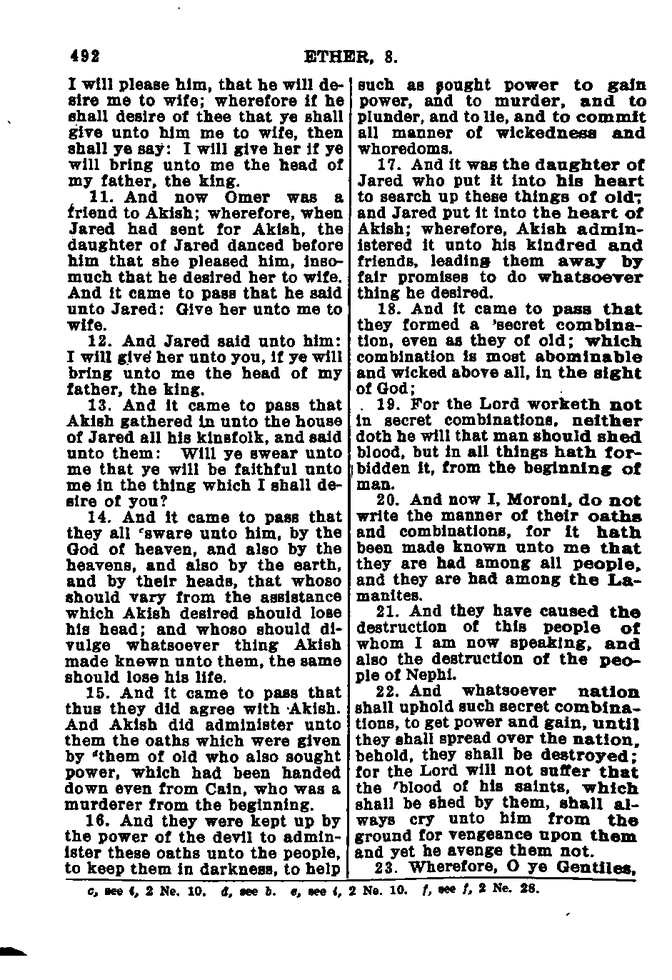 492
ETHER, 8.
I will please him, that he will de-
sire me to wife; wherefore if he
shall desire of thee that ye shall
give unto him me to wife, then
shall ye say: I will give her if ye
will bring unto me the head of
my father, the king.
11. And now Omer was a
friend to Akish; wherefore, when
Jared had sent for Akish, the
daughter of Jared danced before
him that she pleased him, inso-
much that he desired her to wife.
And it came to pass that he said
unto Jared: Give her unto me to
wife.
12. And Jared said unto him:
I will give her unto you, if ye will
bring unto me the head of my
father, the king.
13. And it came to pass that
Akish gathered in unto the house
of Jared all his kinsfolk, and said
unto them: Will ye swear unto
me that ye will be faithful unto
me in the thing which I shall de-
sire of you?
14. And it came to pass that
they all ᶜsware unto him, by the
God of heaven, and also by the
heavens, and also by the earth,
and by their heads, that whoso
should vary from the assistance
which Akish desired should lose
his head; and whoso should di-
vulge whatsoever thing Akish
made knewn unto them, the same
should lose his life.
15. And it came to pass that
thus they did agree with Akish.
And Akish did administer unto
them the oaths which were given
by ᵈthem of old who also sought
power, which had been handed
down even from Cain, who was a
murderer from the beginning.
16. And they were kept up by
the power of the devil to admin-
ister these oaths unto the people,
to keep them in darkness, to help
such as sought power to gain
power, and to murder, and to
plunder, and to lie, and to commit
all manner of wickedness and
whoredoms.
17. And it was the daughter of
Jared who put it into his heart
to search up these things of old;
and Jared put it into the heart of
Akish; wherefore, Akish admin-
istered it unto his kindred and
friends, leading them away by
fair promises to do whatsoever
thing he desired.
18. And it came to pass that
they formed a ᵉsecret combina-
tion, even as they of old; which
combination is most abominable
and wicked above all, in the sight
of God;
19. For the Lord worketh not
in secret combinations, neither
doth he will that man should shed
blood, but in all things hath for-
bidden it, from the beginning of
man.
20. And now I, Moroni, do not
write the manner of their oaths
and combinations, for it hath
been made known unto me that
they are had among all people,
and they are had among the La-
manites.
21. And they have caused the
destruction of this people of
whom I am now speaking, and
also the destruction of the peo-
ple of Nephi.
22. And whatsoever nation
shall uphold such secret combina-
tions, to get power and gain, until
they shall spread over the nation,
behold, they shall be destroyed;
for the Lord will not suffer that
the ᶠblood of his saints, which
shall be shed by them, shall al-
ways cry unto him from the
ground for vengeance upon them
and yet he avenge them not.
23. Wherefore, O ye Gentiles,
c, see i, 2 Ne. 10. d, see b. e, see i, 2 Ne. 10. f, see f, 2 Ne. 28.